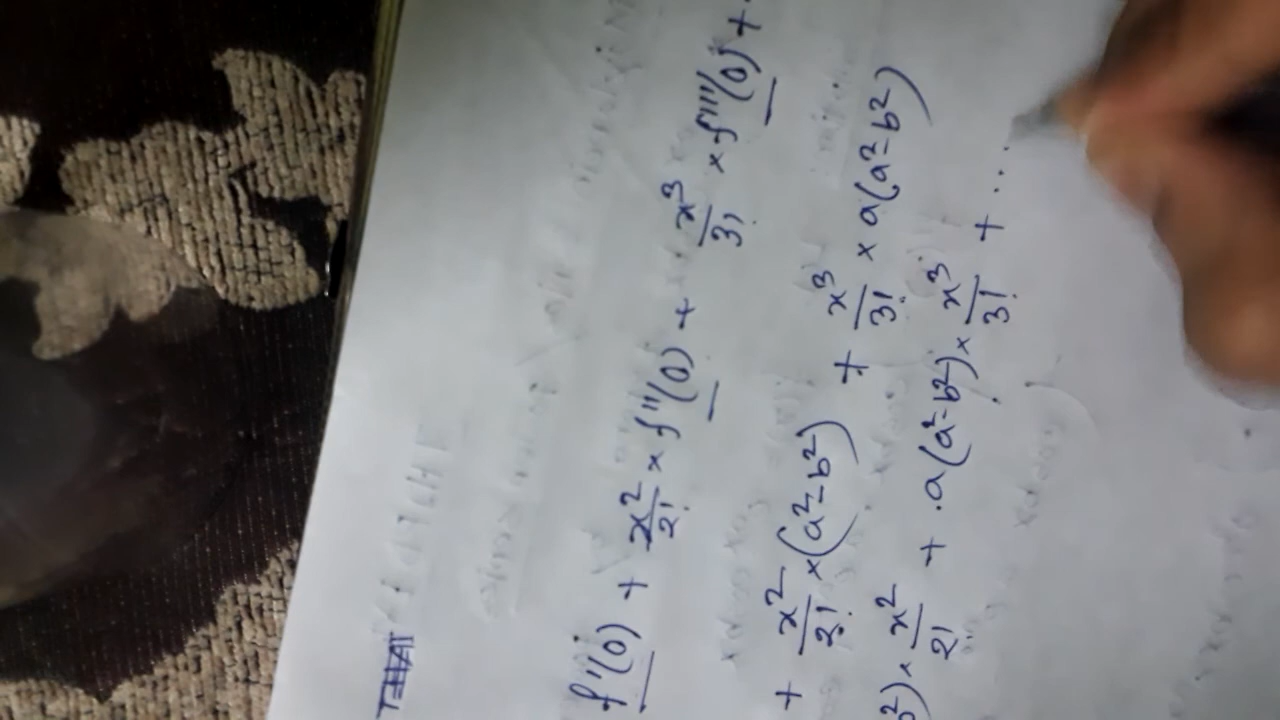 f'(0) + x²/2! × f''(0) + x³/3! × f'''(0) +
+ x²/2! × (a²-b²) + x³/3! × a(a²-b²)
b²) × x²/2! + a(a²-b²) × x³/3! + ...